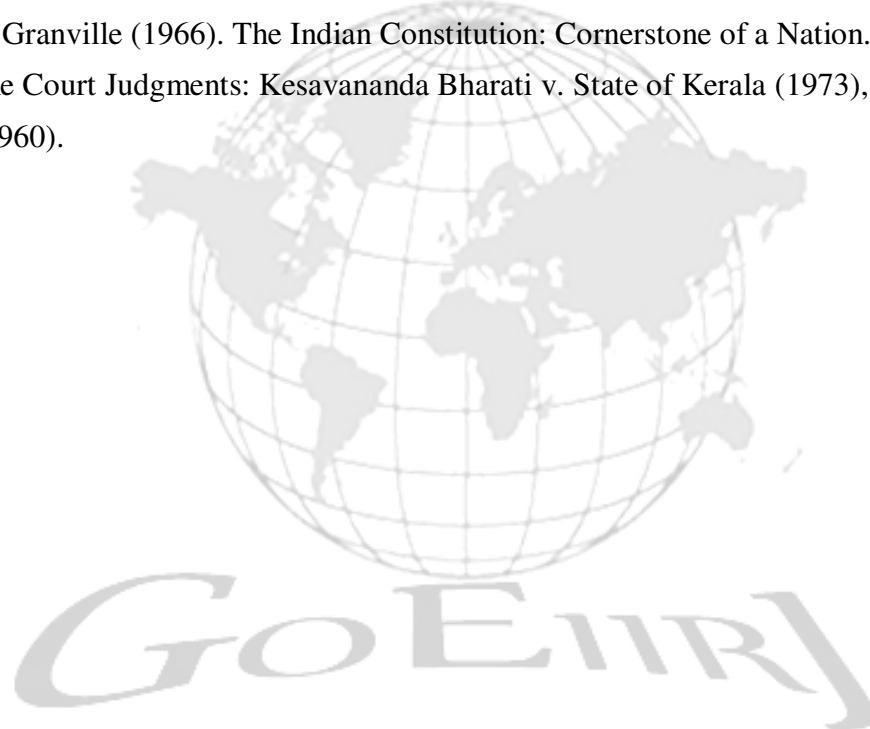 Granville (1966). The Indian Constitution: Cornerstone of a Nation.
e Court Judgments: Kesavananda Bharati v. State of Kerala (1973),
960).
GOEIIRJ